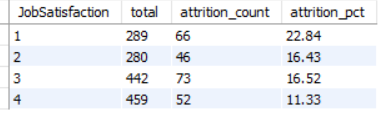 JobSatisfaction total attrition_count attrition_pct
1 289 66 22.84
2 280 46 16.43
3 442 73 16.52
4 459 52 11.33